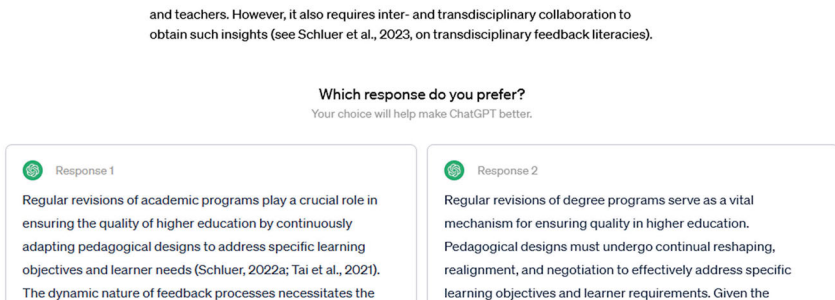 and teachers. However, it also requires inter- and transdisciplinary collaboration to
obtain such insights (see Schluer et al., 2023, on transdisciplinary feedback literacies).
Which response do you prefer?
Your choice will help make ChatGPT better.
Response 1
Regular revisions of academic programs play a crucial role in
ensuring the quality of higher education by continuously
adapting pedagogical designs to address specific learning
objectives and learner needs (Schluer, 2022a; Tai et al., 2021).
The dynamic nature of feedback processes necessitates the
Response 2
Regular revisions of degree programs serve as a vital
mechanism for ensuring quality in higher education.
Pedagogical designs must undergo continual reshaping,
realignment, and negotiation to effectively address specific
learning objectives and learner requirements. Given the